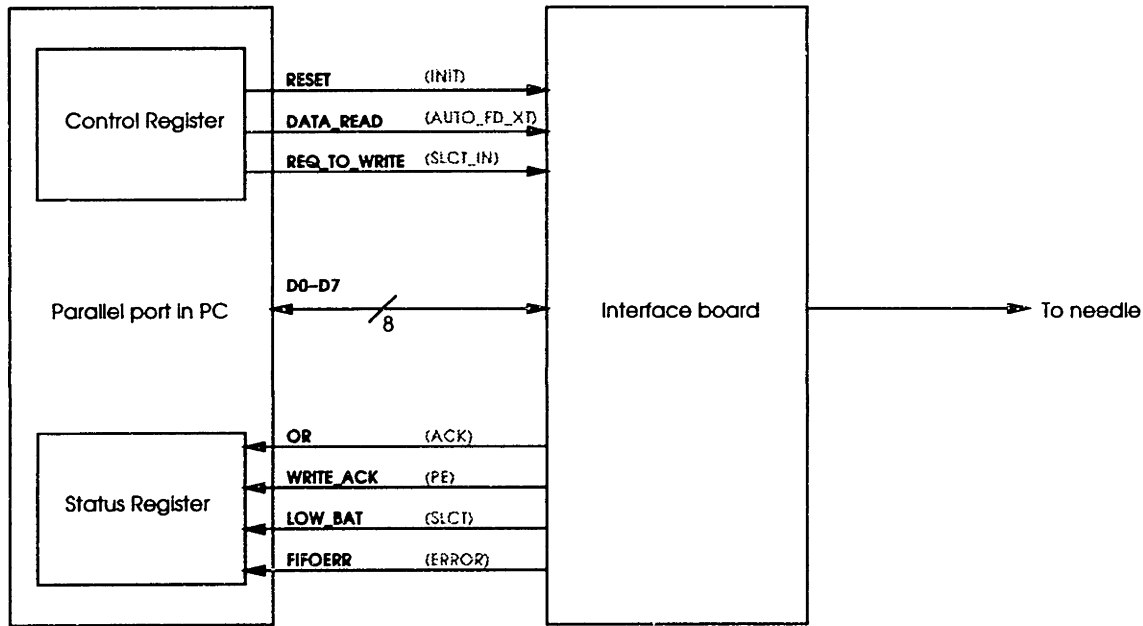 RESET (INIT)
Control Register
DATA_READ (AUTO_FD_XT)
REQ_TO_WRITE (SLCT_IN)
D0-D7
Parallel port in PC
8
Interface board
To needle
OR (ACK)
WRITE_ACK (PE)
Status Register
LOW_BAT (SLCT)
FIFOERR (ERROR)